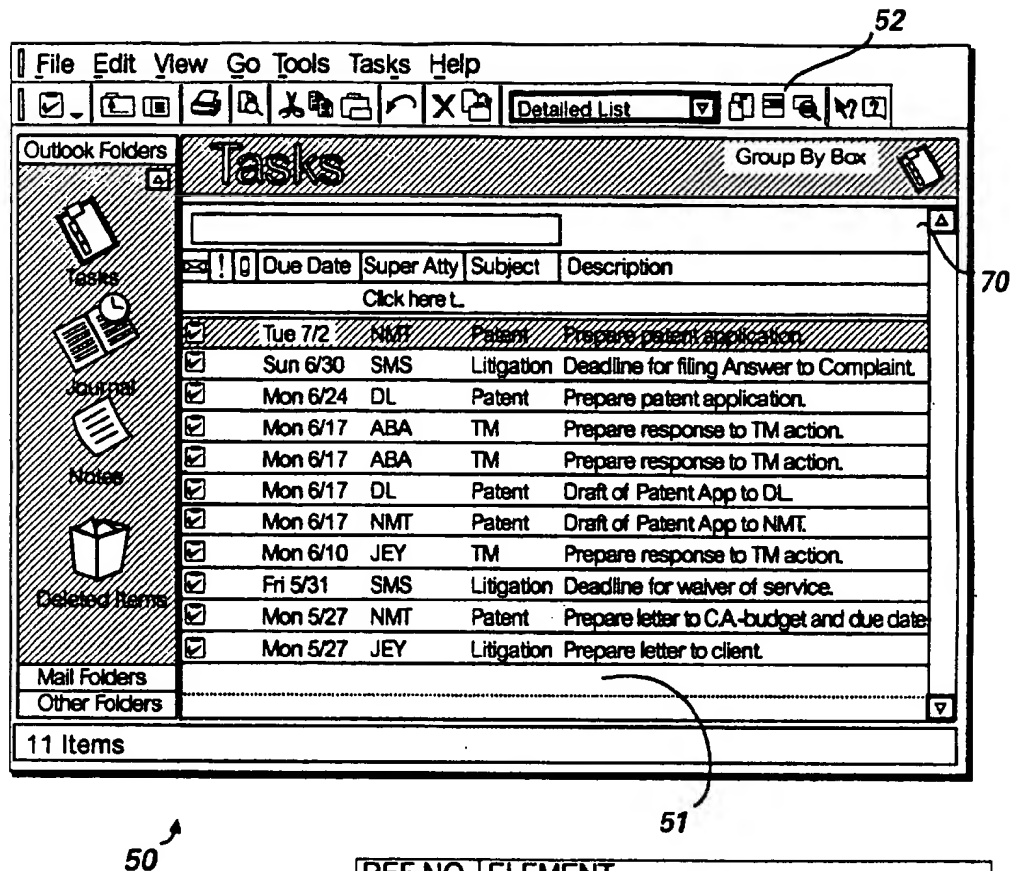 52
File Edit View Go Tools Tasks Help
Detailed List
Outlook Folders
Tasks
Group By Box
70
Due Date Super Atty Subject Description
Tasks
Click here t...
Tue 7/2 NMT Patent Prepare patent application.
Sun 6/30 SMS Litigation Deadline for filing Answer to Complaint.
Mon 6/24 DL Patent Prepare patent application.
Journal
Mon 6/17 ABA TM Prepare response to TM action.
Mon 6/17 ABA TM Prepare response to TM action.
Notes
Mon 6/17 DL Patent Draft of Patent App to DL.
Mon 6/17 NMT Patent Draft of Patent App to NMT.
Mon 6/10 JEY TM Prepare response to TM action.
Fri 5/31 SMS Litigation Deadline for waiver of service.
Deleted Items
Mon 5/27 NMT Patent Prepare letter to CA-budget and due date
Mon 5/27 JEY Litigation Prepare letter to client.
Mail Folders
Other Folders
11 Items
51
50
REF.NO. ELEMENT